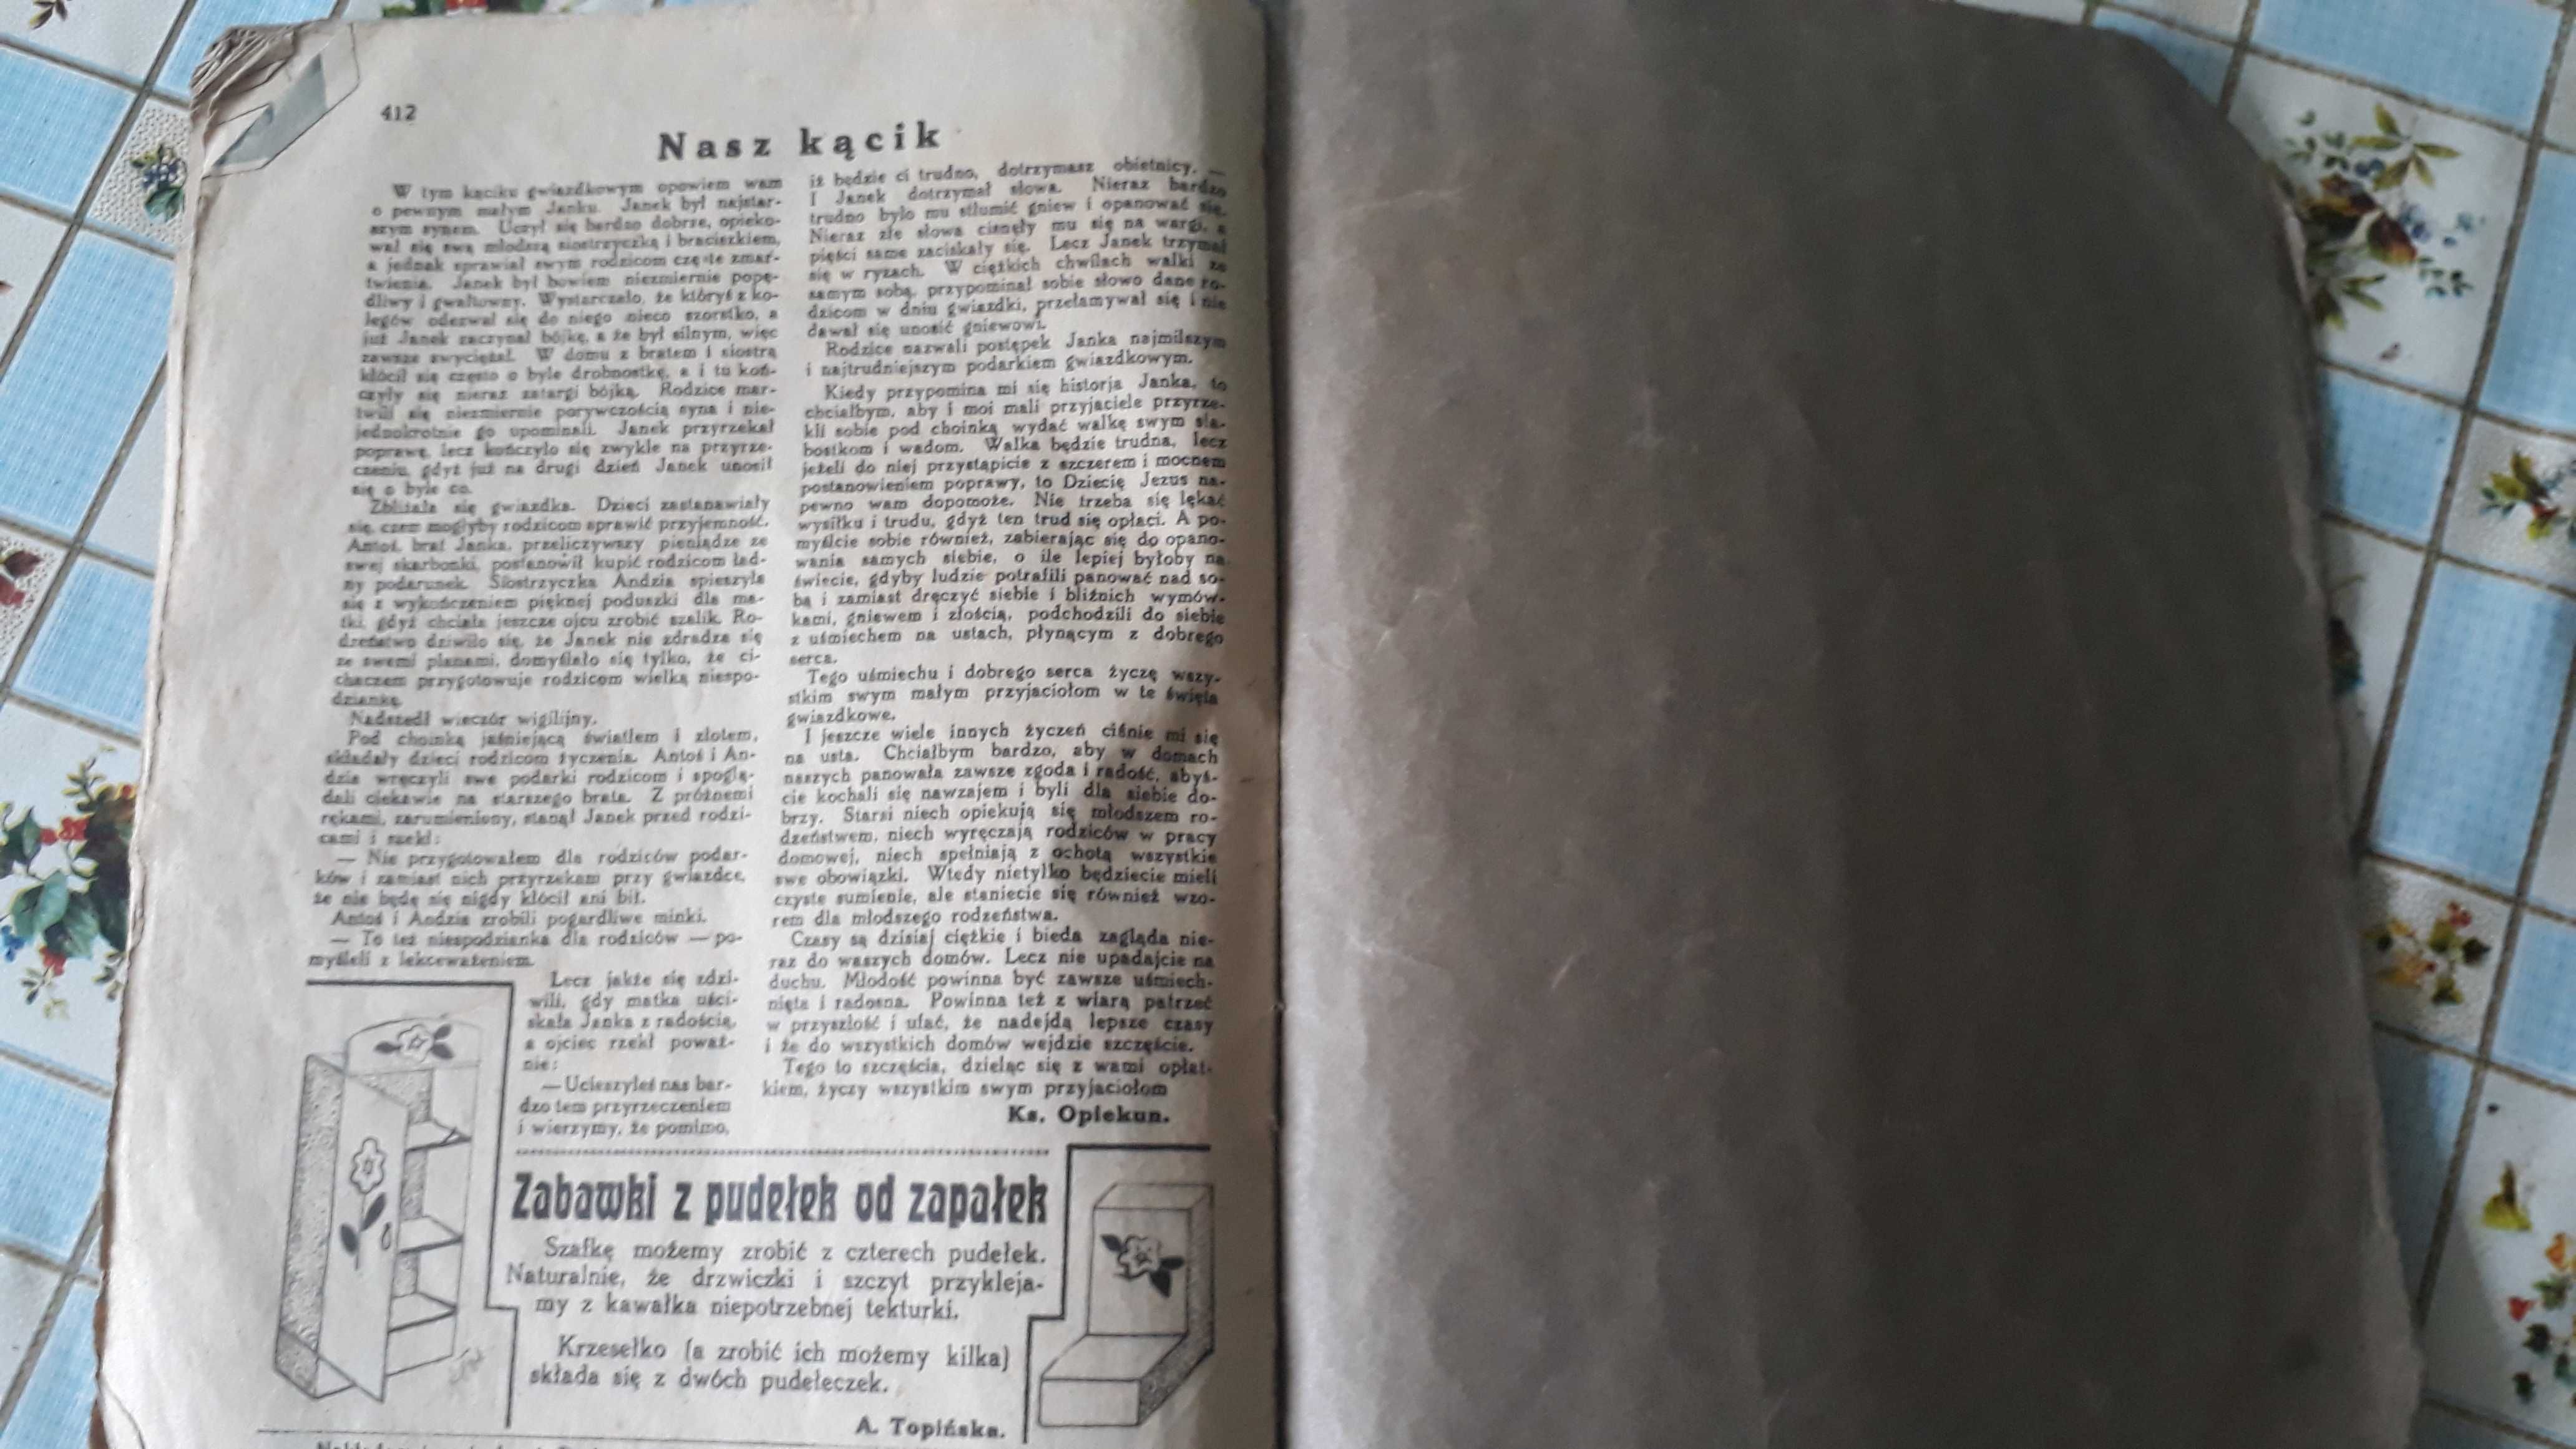 412
Nasz kącik
W tym kąciku gwiazdkowym opowiem wam
o pewnym małym Janku. Janek był najstar-
szym synem. Uczył się bardzo dobrze, opieko-
wał się swą młodszą siostrzyczką i braciszkiem,
a jednak sprawiał swym rodzicom częste zmar-
twienia. Janek był bowiem niezmiernie popę-
dliwy i gwałtowny. Wystarczało, że któryś z ko-
legów odezwał się do niego nieco szorstko, a
już Janek zaczynał bójkę, a że był silnym, więc
zawsze zwyciężał. W domu z bratem i siostrą
kłócił się często o byle drobnostkę, a i tu koń-
czyły się nieraz zatargi bójką. Rodzice mar-
twili się niezmiernie porywczością syna i nie-
jednokrotnie go upominali. Janek przyrzekał
poprawę, lecz kończyło się zwykle na przyrze-
czeniu, gdyż już na drugi dzień Janek unosił
się o byle co.
Zbliżała się gwiazdka. Dzieci zastanawiały
się, czem mogłyby rodzicom sprawić przyjemność.
Antoś, brat Janka, przeliczywszy pieniądze ze
swej skarbonki, postanowił kupić rodzicom ład-
ny podarunek. Siostrzyczka Andzia spieszyła
się z wykończeniem pięknej poduszki dla ma-
tki, gdyż chciała jeszcze ojcu zrobić szalik. Ro-
dzeństwo dziwiło się, że Janek nie zdradza się
ze swemi planami, domyślało się tylko, że ci-
chaczem przygotowuje rodzicom wielką niespo-
dziankę.
Nadszedł wieczór wigilijny.
Pod choinką jaśniejącą światłem i złotem,
składały dzieci rodzicom życzenia. Antoś i An-
dzia wręczyli swe podarki rodzicom i spoglą-
dali ciekawie na starszego brata. Z próżnemi
rękami, zarumieniony, stanął Janek przed rodzi-
cami i rzekł:
— Nie przygotowałem dla rodziców podar-
ków i zamiast nich przyrzekam przy gwiazdce,
że nie będę się nigdy kłócił ani bił.
Antoś i Andzia zrobili pogardliwe minki.
— To też niespodzianka dla rodziców — po-
myśleli z lekceważeniem.
Lecz jakże się zdzi-
wili, gdy matka uści-
skała Janka z radością,
a ojciec rzekł poważ-
nie:
— Ucieszyłeś nas bar-
dzo tem przyrzeczeniem
i wierzymy, że pomimo,
iż będzie ci trudno, dotrzymasz obietnicy. —
I Janek dotrzymał słowa. Nieraz bardzo
trudno było mu stłumić gniew i opanować się.
Nieraz złe słowa cisnęły mu się na wargi, a
pięści same zaciskały się. Lecz Janek trzymał
się w ryzach. W ciężkich chwilach walki ze
samym sobą, przypominał sobie słowo dane ro-
dzicom w dniu gwiazdki, przełamywał się i nie
dawał się unosić gniewowi.
Rodzice nazwali postępek Janka najmilszym
i najtrudniejszym podarkiem gwiazdkowym.
Kiedy przypomina mi się historja Janka, to
chciałbym, aby i moi mali przyjaciele przyrze-
kli sobie pod choinką wydać walkę swym sła-
bostkom i wadom. Walka będzie trudna, lecz
jeżeli do niej przystąpicie z szczerem i mocnem
postanowieniem poprawy, to Dziecię Jezus na-
pewno wam dopomoże. Nie trzeba się lękać
wysiłku i trudu, gdyż ten trud się opłaci. A po-
myślcie sobie również, zabierając się do opano-
wania samych siebie, o ile lepiej byłoby na
świecie, gdyby ludzie potrafili panować nad so-
bą i zamiast dręczyć siebie i bliźnich wymów-
kami, gniewem i złością, podchodzili do siebie
z uśmiechem na ustach, płynącym z dobrego
serca.
Tego uśmiechu i dobrego serca życzę wszy-
stkim swym małym przyjaciołom w te święta
gwiazdkowe.
I jeszcze wiele innych życzeń ciśnie mi się
na usta. Chciałbym bardzo, aby w domach
naszych panowała zawsze zgoda i radość, abyś-
cie kochali się nawzajem i byli dla siebie do-
brzy. Starsi niech opiekują się młodszem ro-
dzeństwem, niech wyręczają rodziców w pracy
domowej, niech spełniają z ochotą wszystkie
swe obowiązki. Wtedy nietylko będziecie mieli
czyste sumienie, ale staniecie się również wzo-
rem dla młodszego rodzeństwa.
Czasy są dzisiaj ciężkie i bieda zagląda nie-
raz do waszych domów. Lecz nie upadajcie na
duchu. Młodość powinna być zawsze uśmiech-
nięta i radosna. Powinna też z wiarą patrzeć
w przyszłość i ufać, że nadejdą lepsze czasy
i że do wszystkich domów wejdzie szczęście.
Tego to szczęścia, dzieląc się z wami opłat-
kiem, życzy wszystkim swym przyjaciołom
Ks. Opiekun.
Zabawki z pudełek od zapałek
Szafkę możemy zrobić z czterech pudełek.
Naturalnie, że drzwiczki i szczyt przykleja-
my z kawałka niepotrzebnej tekturki.
Krzesełko (a zrobić ich możemy kilka)
składa się z dwóch pudełeczek.
A. Topińska.